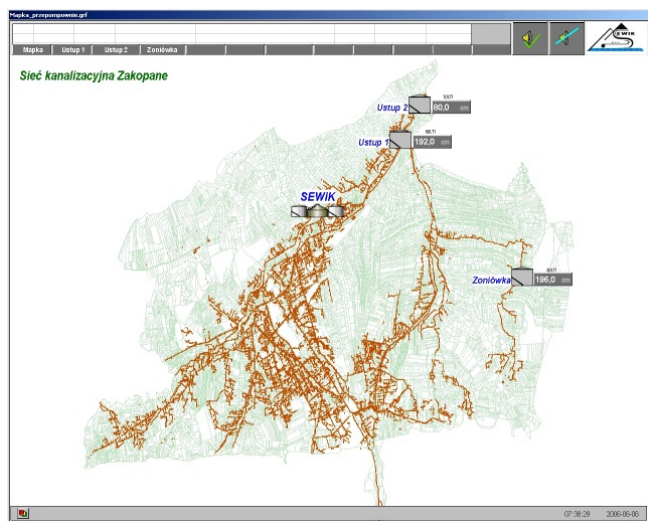 Mapka_przepompownie.grf
SEWIK
Mapka Ustup 1 Ustup 2 Zoniówka
Sieć kanalizacyjna Zakopane
Ustup 2 80,0 cm
Ustup 1 192,0 cm
SEWiK
Zoniówka 196,0 cm
07:38:29 2006-06-06